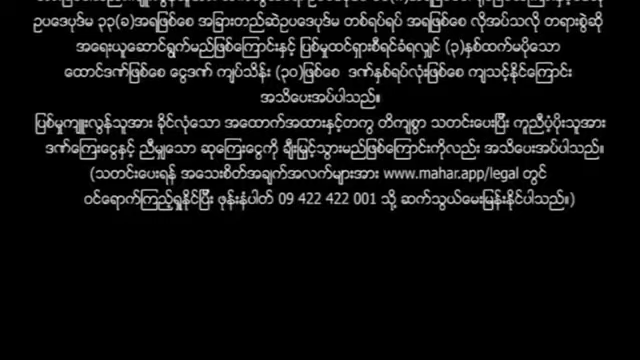 ဥပဒေပုဒ်မ ၃၃(ခ)အရဖြစ်စေ အခြားတည်ဆဲဥပဒေပုဒ်မ တစ်ရပ်ရပ် အရဖြစ်စေ လိုအပ်သလို တရားစွဲဆို
အရေးယူဆောင်ရွက်မည်ဖြစ်ကြောင်းနှင့် ပြစ်မှုထင်ရှားစီရင်ခံရလျှင် (၃)နှစ်ထက်မပိုသော
ထောင်ဒဏ်ဖြစ်စေ ငွေဒဏ် ကျပ်သိန်း (၃၀)ဖြစ်စေ ဒဏ်နှစ်ရပ်လုံးဖြစ်စေ ကျသင့်နိုင်ကြောင်း
အသိပေးအပ်ပါသည်။
ပြစ်မှုကျူးလွန်သူအား ခိုင်လုံသော အထောက်အထားနှင့်တကွ တိကျစွာ သတင်းပေးပြီး ကူညီပံ့ပိုးသူအား
ဒဏ်ကြေးငွေနှင့် ညီမျှသော ဆုကြေးငွေကို ချီးမြှင့်သွားမည်ဖြစ်ကြောင်းကိုလည်း အသိပေးအပ်ပါသည်။
(သတင်းပေးရန် အသေးစိတ်အချက်အလက်များအား www.mahar.app/legal တွင်
ဝင်ရောက်ကြည့်ရှုနိုင်ပြီး ဖုန်းနံပါတ် 09 422 422 001 သို့ ဆက်သွယ်မေးမြန်းနိုင်ပါသည်။)